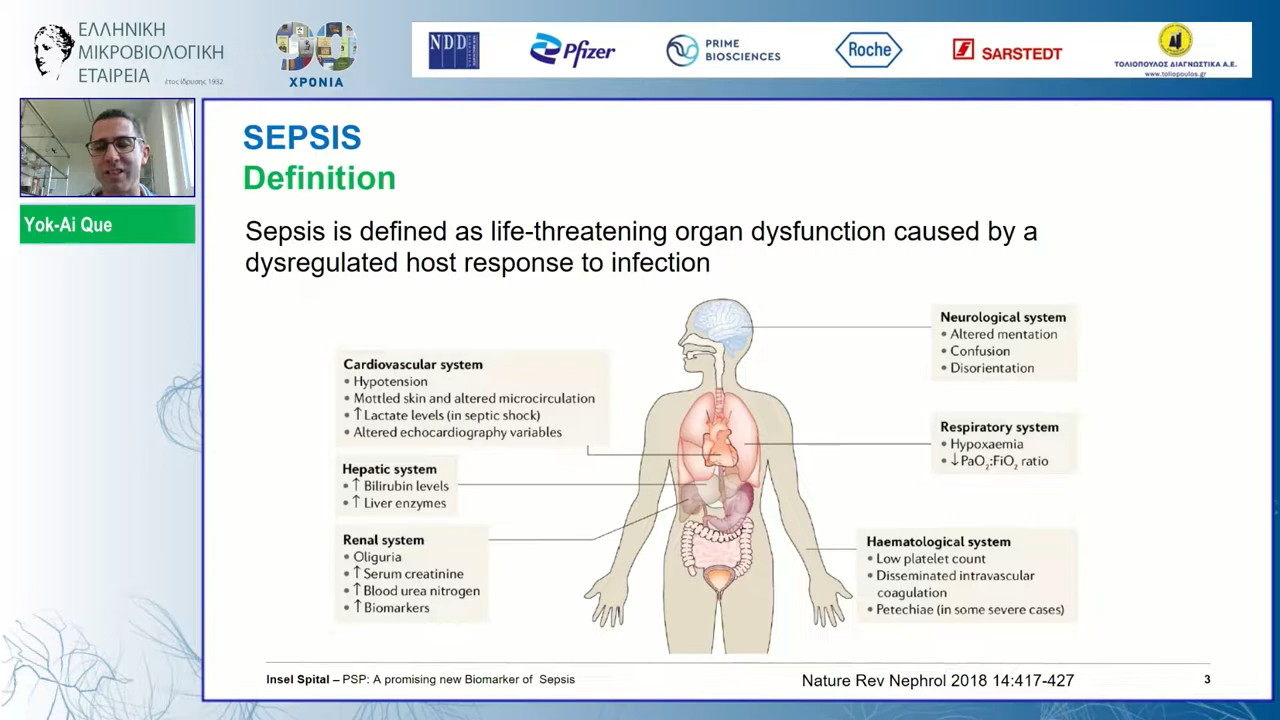 ΕΛΛΗΝΙΚΗ
ΜΙΚΡΟΒΙΟΛΟΓΙΚΗ
ΕΤΑΙΡΕΙΑ
έτος ίδρυσης 1932
90
ΧΡΟΝΙΑ
NDD
Pfizer
PRIME
BIOSCIENCES
Roche
SARSTEDT
ΤΟΛΙΟΠΟΥΛΟΣ ΔΙΑΓΝΩΣΤΙΚΑ Α.Ε.
www.toliopoulos.gr
Yok-Ai Que
SEPSIS
Definition
Sepsis is defined as life-threatening organ dysfunction caused by a
dysregulated host response to infection
Cardiovascular system
• Hypotension
• Mottled skin and altered microcirculation
• ↑ Lactate levels (in septic shock)
• Altered echocardiography variables
Hepatic system
• ↑ Bilirubin levels
• ↑ Liver enzymes
Renal system
• Oliguria
• ↑ Serum creatinine
• ↑ Blood urea nitrogen
• ↑ Biomarkers
Neurological system
• Altered mentation
• Confusion
• Disorientation
Respiratory system
• Hypoxaemia
• ↓ PaO₂:FiO₂ ratio
Haematological system
• Low platelet count
• Disseminated intravascular
coagulation
• Petechiae (in some severe cases)
Insel Spital – PSP: A promising new Biomarker of Sepsis
Nature Rev Nephrol 2018 14:417-427
3